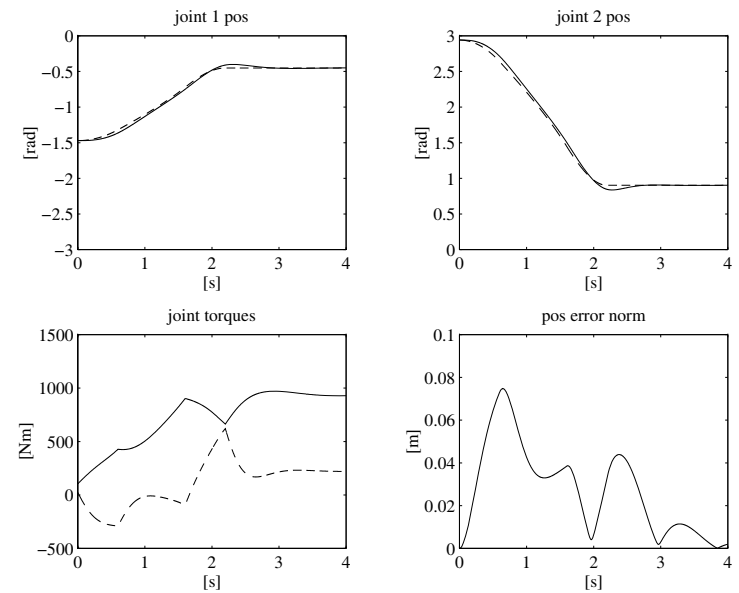 joint 1 pos
0
−0.5
−1
−1.5
−2
−2.5
−3
[rad]
0 1 2 3 4
[s]
joint 2 pos
3
2.5
2
1.5
1
0.5
0
[rad]
0 1 2 3 4
[s]
joint torques
1500
1000
500
0
−500
[Nm]
0 1 2 3 4
[s]
pos error norm
0.1
0.08
0.06
0.04
0.02
0
[m]
0 1 2 3 4
[s]